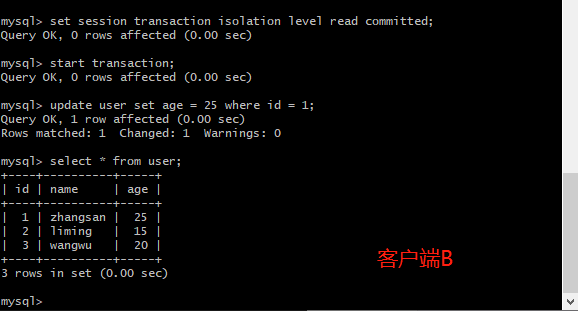 mysql> set session transaction isolation level read committed;
Query OK, 0 rows affected (0.00 sec)
mysql> start transaction;
Query OK, 0 rows affected (0.00 sec)
mysql> update user set age = 25 where id = 1;
Query OK, 1 row affected (0.00 sec)
Rows matched: 1  Changed: 1  Warnings: 0
mysql> select * from user;
+----+----------+-----+
| id | name     | age |
+----+----------+-----+
|  1 | zhangsan |  25 |
|  2 | liming   |  15 |
|  3 | wangwu   |  20 |
+----+----------+-----+
3 rows in set (0.00 sec)
客户端B
mysql>